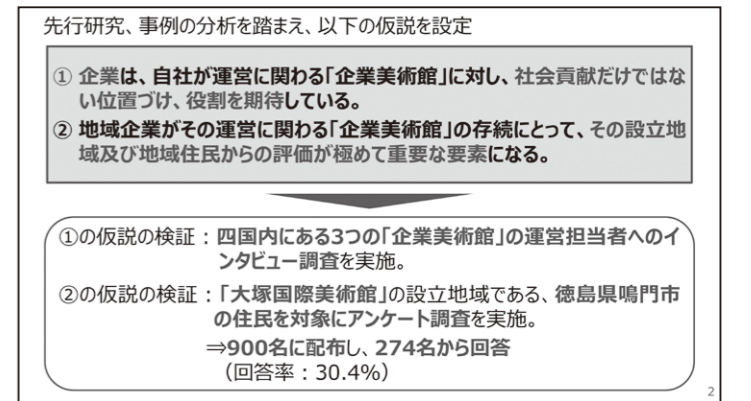 先行研究、事例の分析を踏まえ、以下の仮説を設定
① 企業は、自社が運営に関わる「企業美術館」に対し、社会貢献だけではな
い位置づけ、役割を期待している。
② 地域企業がその運営に関わる「企業美術館」の存続にとって、その設立地
域及び地域住民からの評価が極めて重要な要素になる。
①の仮説の検証：四国内にある3つの「企業美術館」の運営担当者へのイ
ンタビュー調査を実施。
②の仮説の検証：「大塚国際美術館」の設立地域である、徳島県鳴門市
の住民を対象にアンケート調査を実施。
⇒900名に配布し、274名から回答
（回答率：30.4%）
2